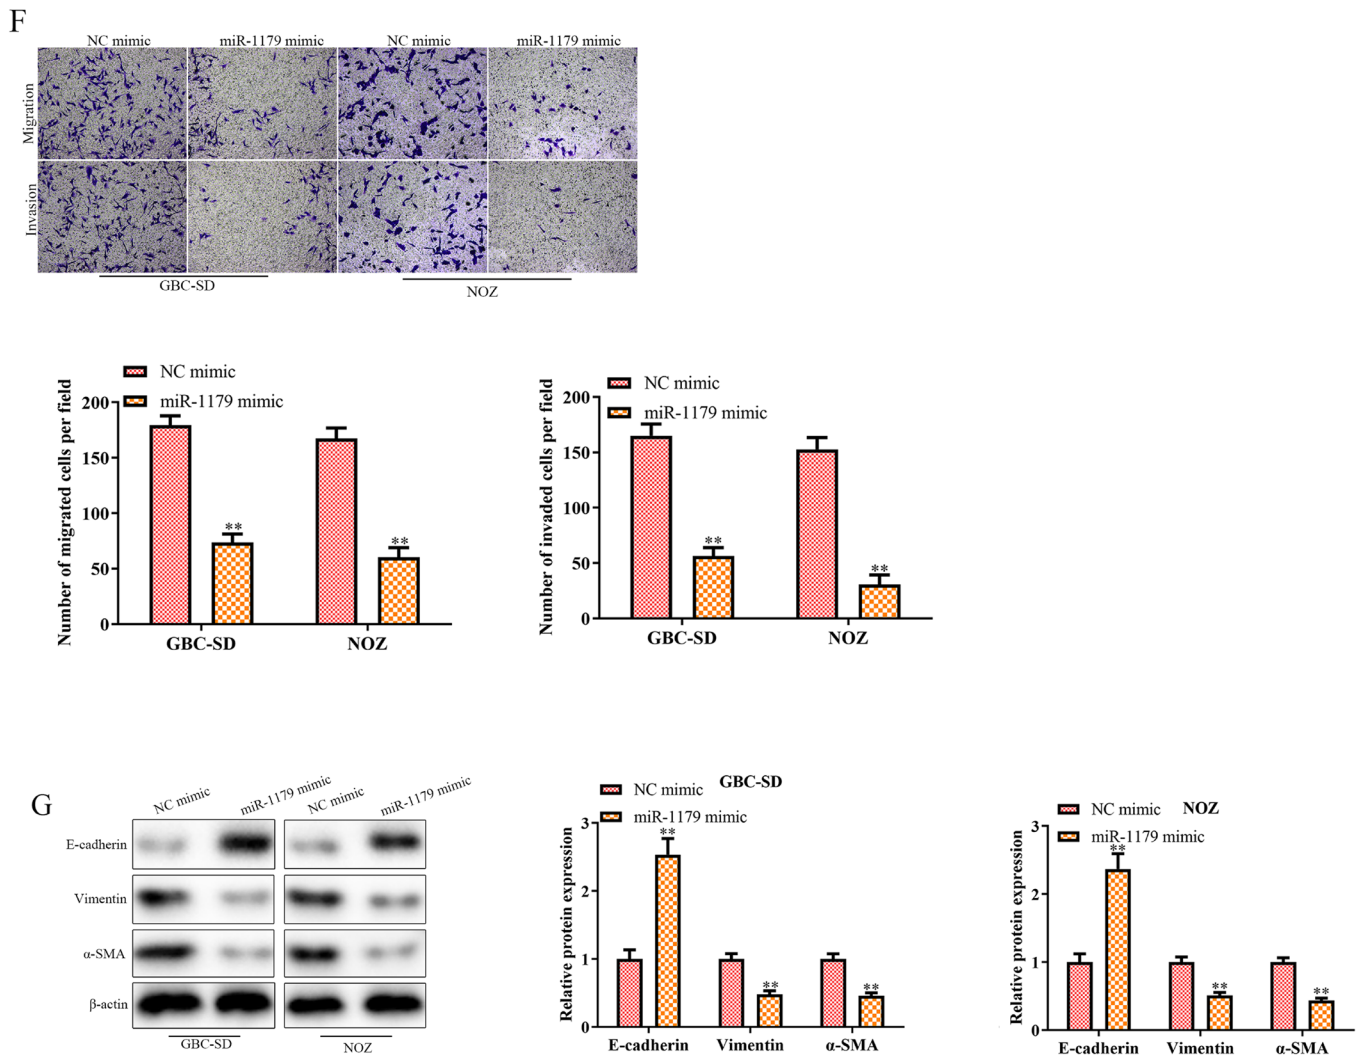 F
NC mimic miR-1179 mimic NC mimic miR-1179 mimic
Migration
Invasion
GBC-SD NOZ
NC mimic
miR-1179 mimic
Number of migrated cells per field
200
150
100
50
0
** **
GBC-SD NOZ
NC mimic
miR-1179 mimic
Number of invaded cells per field
200
150
100
50
0
** **
GBC-SD NOZ
G
NC mimic miR-1179 mimic NC mimic miR-1179 mimic
E-cadherin
Vimentin
α-SMA
β-actin
GBC-SD NOZ
GBC-SD
NC mimic
miR-1179 mimic
Relative protein expression
3
2
1
0
** ** **
E-cadherin Vimentin α-SMA
NOZ
NC mimic
miR-1179 mimic
Relative protein expression
3
2
1
0
** ** **
E-cadherin Vimentin α-SMA